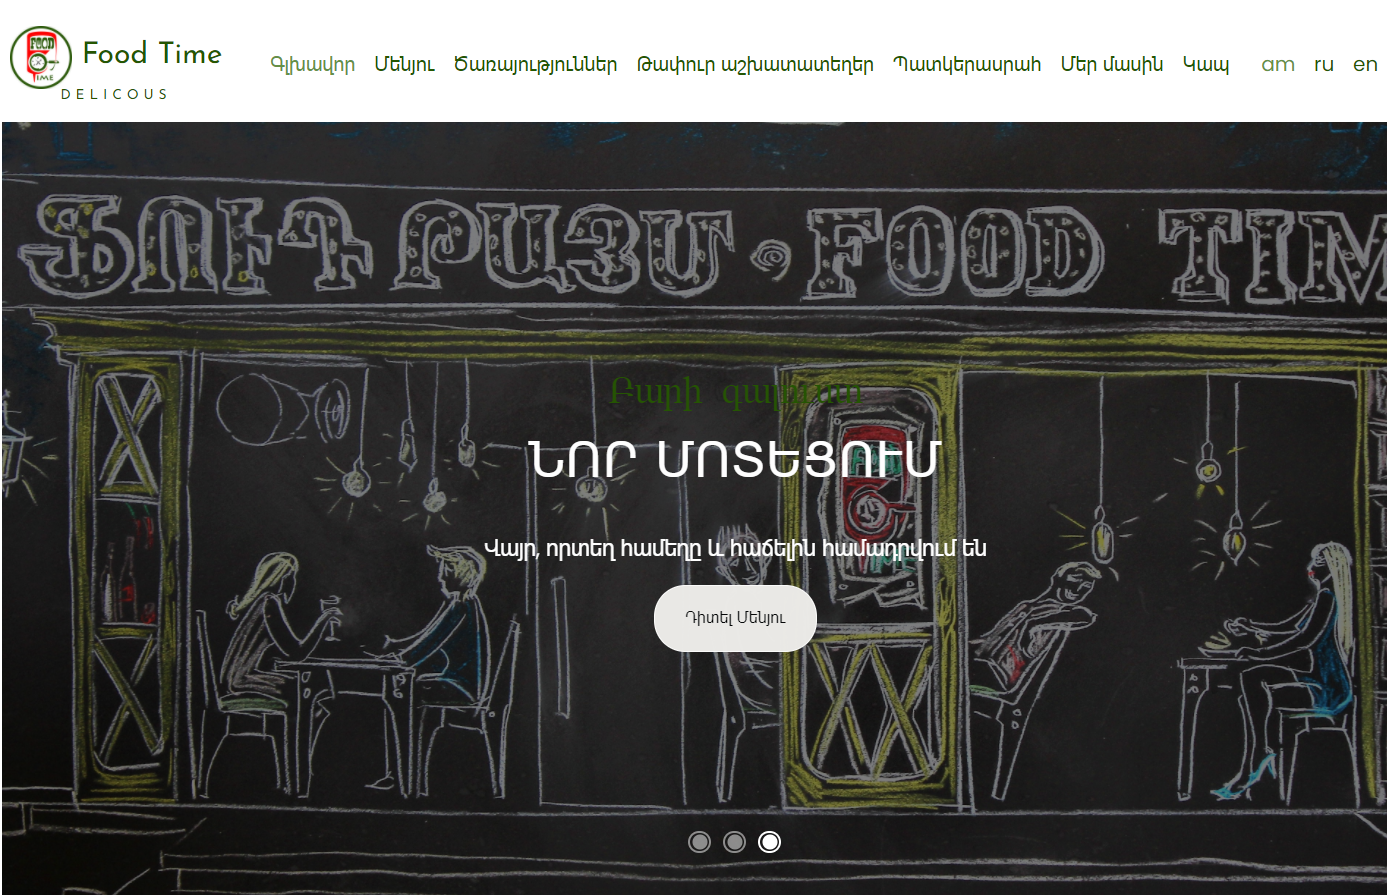 FOOD
TIME
Food Time
DELICOUS
Գլխավոր Մենյու Ծառայություններ Թափուր աշխատատեղեր Պատկերասրահ Մեր մասին Կապ am ru en
ՖՈՒԴ ԹԱՅՄ • FOOD TIM
Բարի գալուստ
ՆՈՐ ՄՈՏԵՑՈՒՄ
Վայր, որտեղ համեղը և հաճելին համադրվում են
Դիտել Մենյու